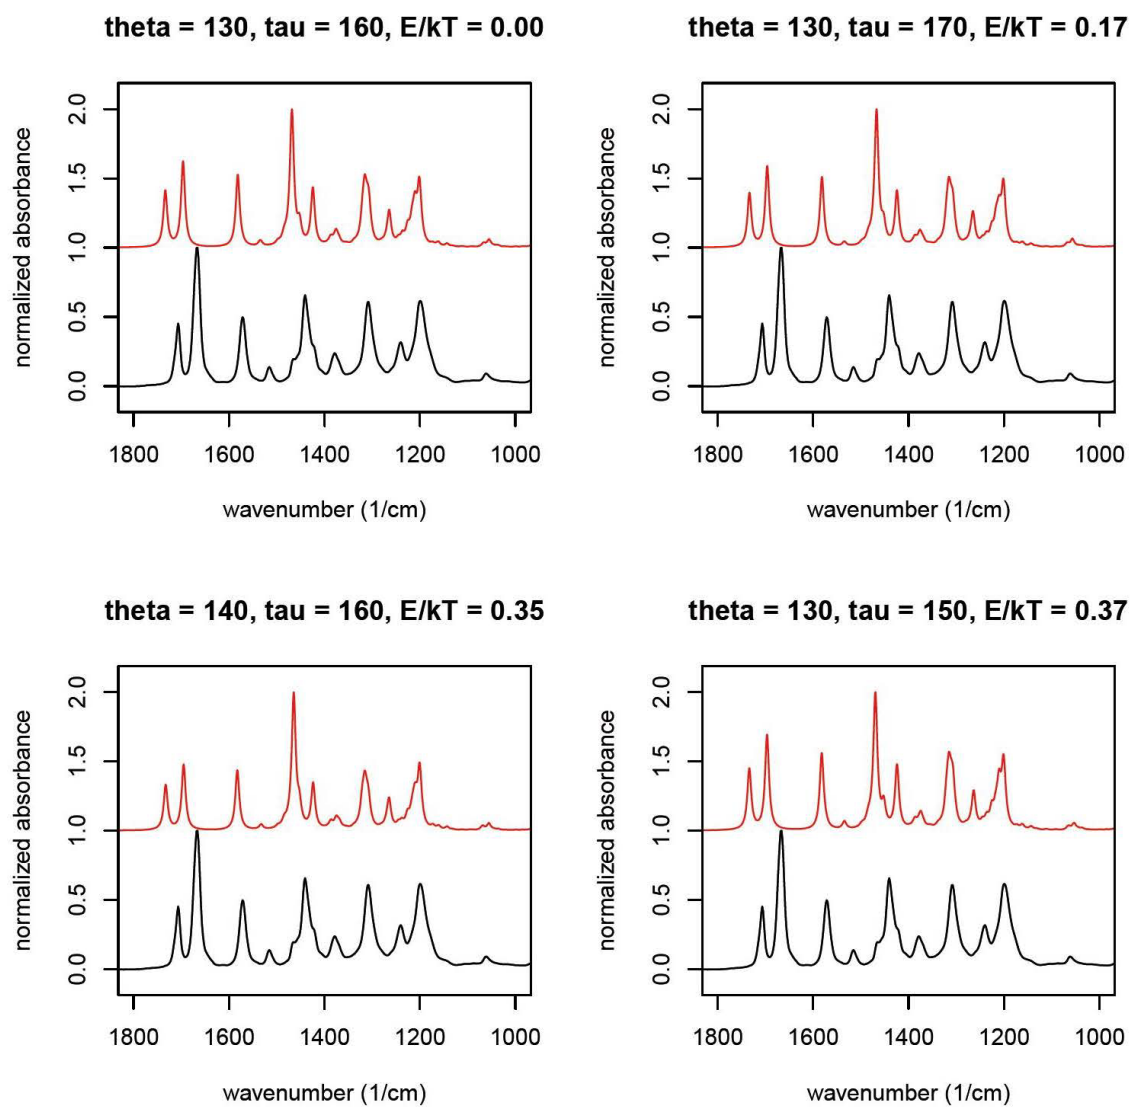 theta = 130, tau = 160, E/kT = 0.00
normalized absorbance
2.0
1.5
1.0
0.5
0.0
1800 1600 1400 1200 1000
wavenumber (1/cm)
theta = 130, tau = 170, E/kT = 0.17
normalized absorbance
2.0
1.5
1.0
0.5
0.0
1800 1600 1400 1200 1000
wavenumber (1/cm)
theta = 140, tau = 160, E/kT = 0.35
normalized absorbance
2.0
1.5
1.0
0.5
0.0
1800 1600 1400 1200 1000
wavenumber (1/cm)
theta = 130, tau = 150, E/kT = 0.37
normalized absorbance
2.0
1.5
1.0
0.5
0.0
1800 1600 1400 1200 1000
wavenumber (1/cm)